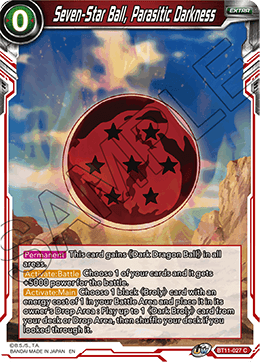 0
Seven-Star Ball, Parasitic Darkness
EXTRA
SAMPLE
Permanent This card gains《Dark Dragon Ball》in all
areas.
Activate:Battle Choose 1 of your cards and it gets
+5000 power for the battle.
Activate:Main Choose 1 black《Broly》card with an
energy cost of 1 in your Battle Area and place it in its
owner's Drop Area : Play up to 1《Dark Broly》card from
your deck or Drop Area, then shuffle your deck if you
looked through it.
©B.S./S., T.A.
BANDAI MADE IN JAPAN EN
BT11-027 C